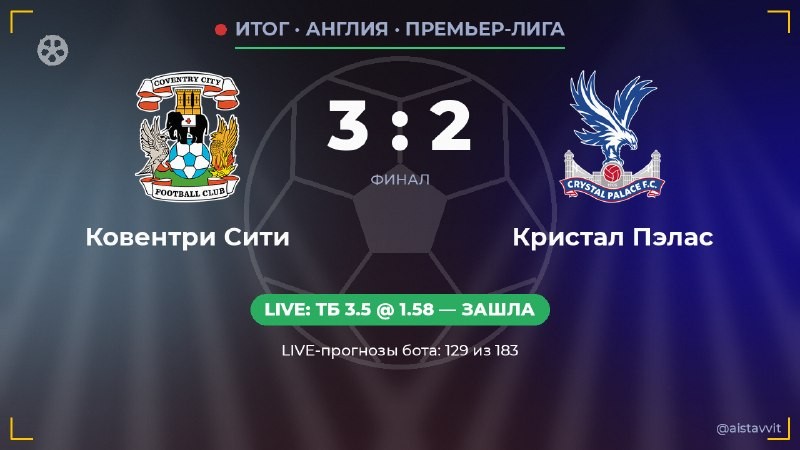 ИТОГ · АНГЛИЯ · ПРЕМЬЕР-ЛИГА
COVENTRY CITY
FOOTBALL CLUB
3 : 2
ФИНАЛ
CRYSTAL PALACE F.C.
Ковентри Сити
Кристал Пэлас
LIVE: ТБ 3.5 @ 1.58 — ЗАШЛА
LIVE-прогнозы бота: 129 из 183
@aistavvit